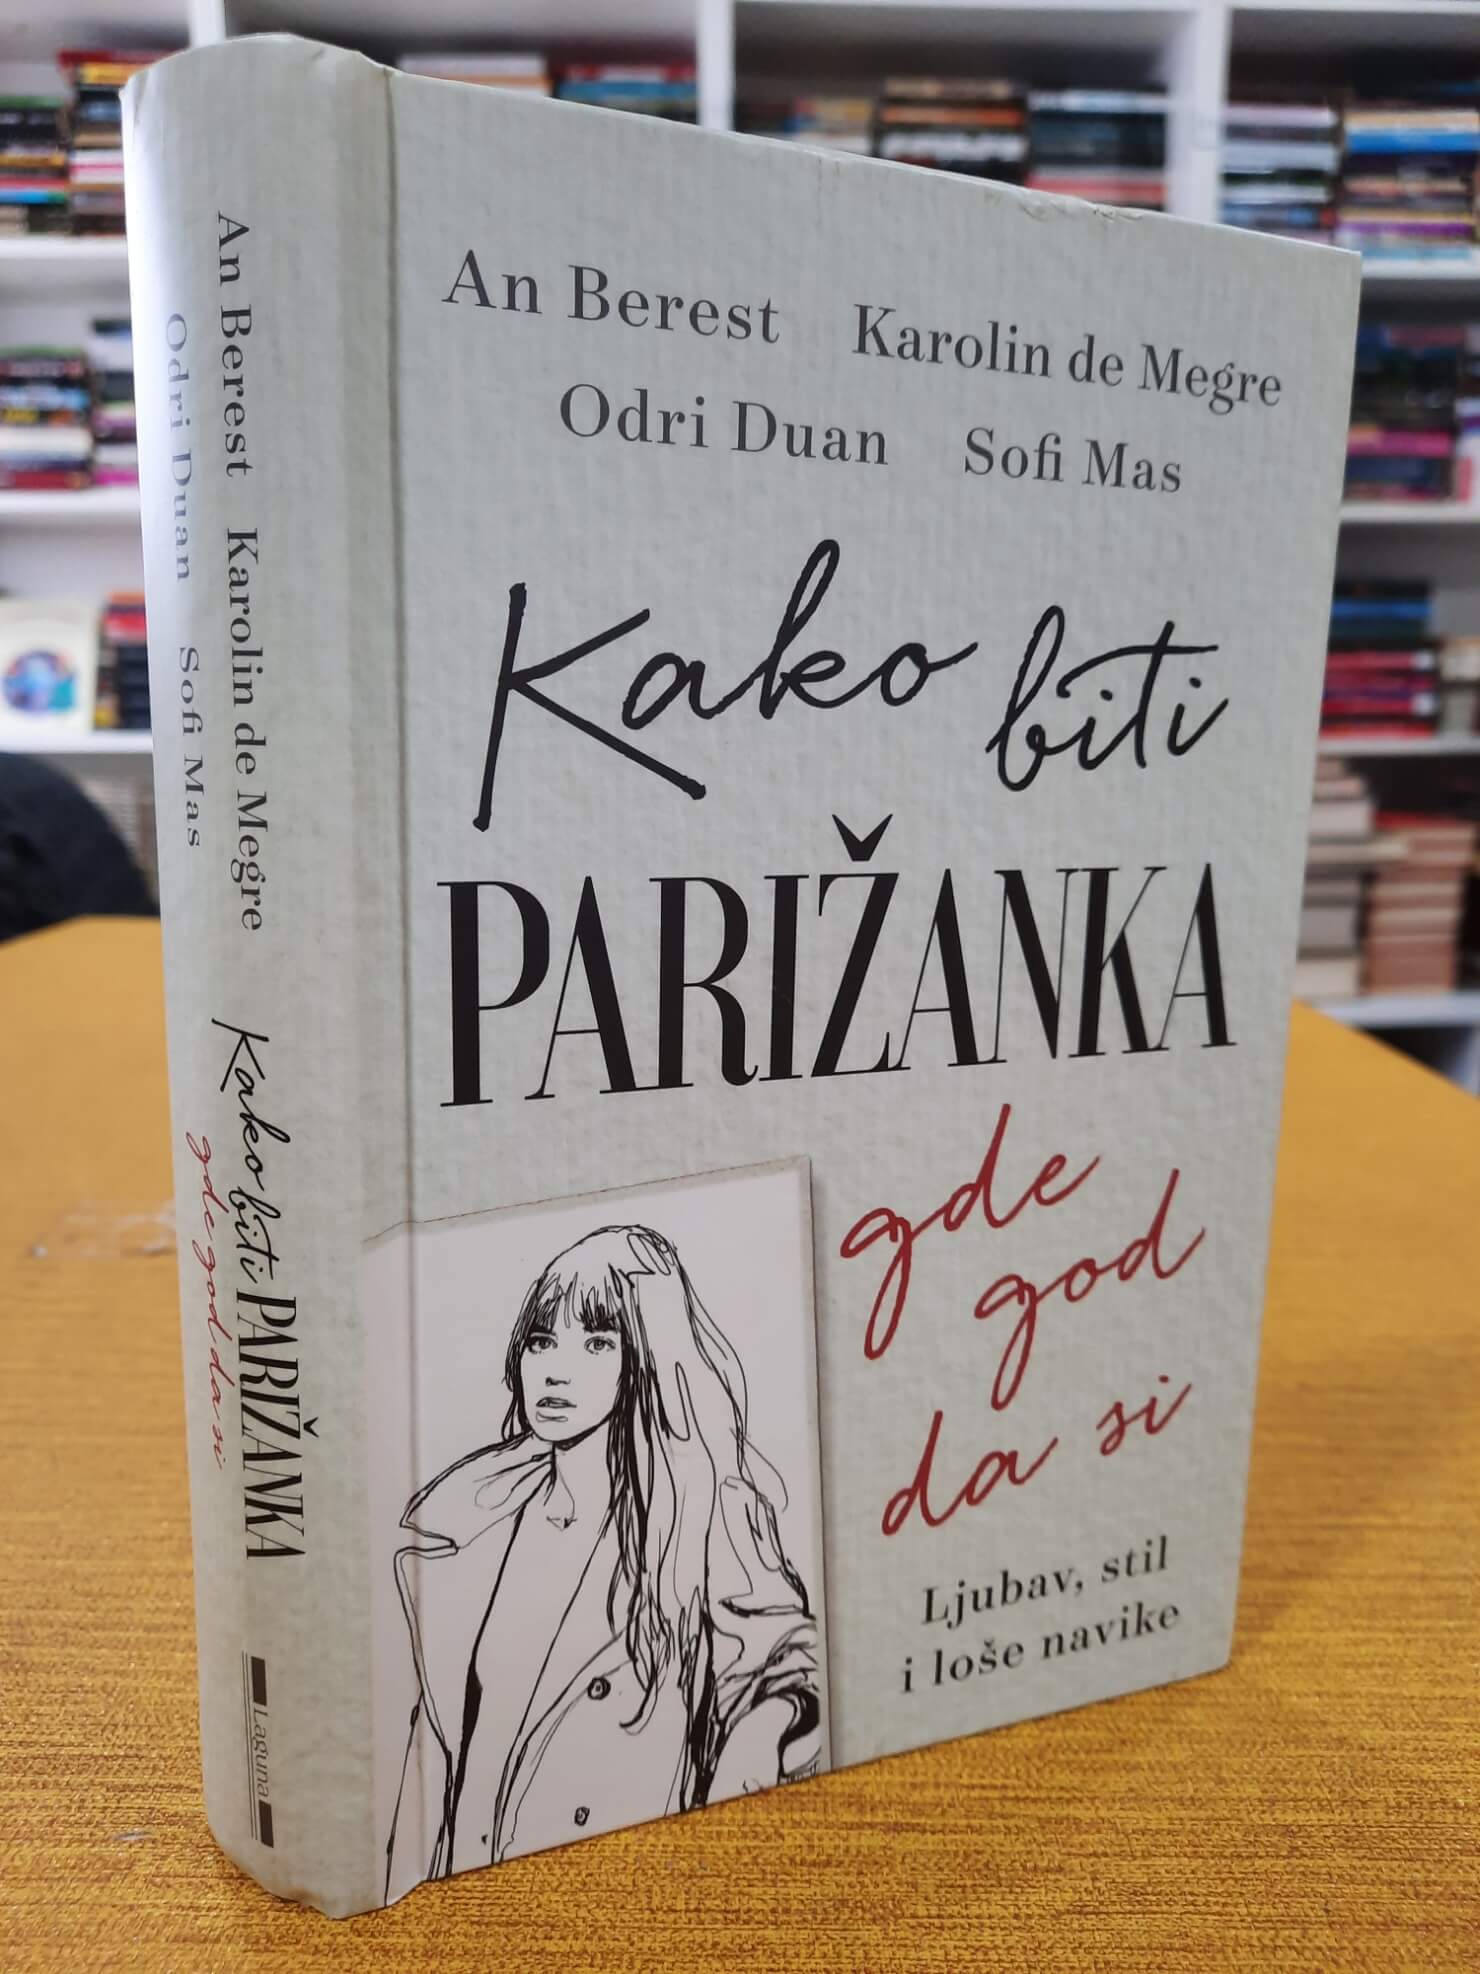 An Berest Karolin de Megre
Odri Duan Sofi Mas
Kako biti
PARIŽANKA
gde
god
da si
Ljubav, stil
i loše navike
An Berest Karolin de Megre
Odri Duan Sofi Mas
Kako biti PARIŽANKA
gde god da si
Laguna